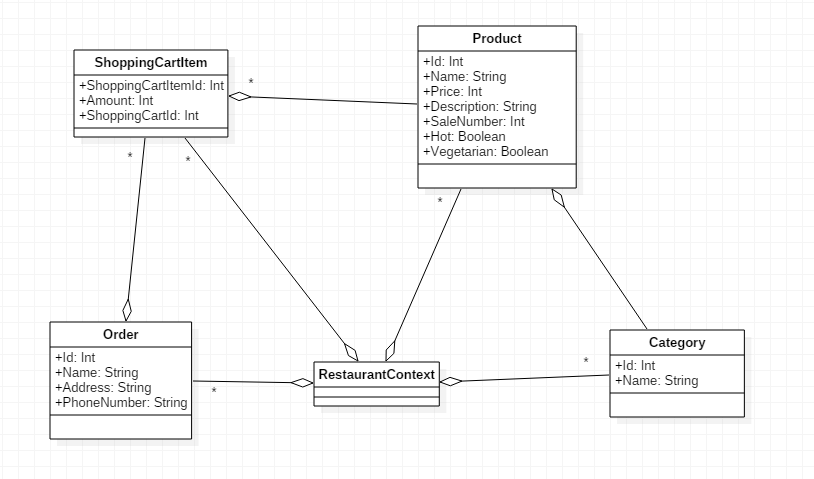 ShoppingCartItem
+ShoppingCartItemId: Int
+Amount: Int
+ShoppingCartId: Int
*
Product
+Id: Int
+Name: String
+Price: Int
+Description: String
+SaleNumber: Int
+Hot: Boolean
+Vegetarian: Boolean
*
*
*
Order
+Id: Int
+Name: String
+Address: String
+PhoneNumber: String
*
RestaurantContext
*
Category
+Id: Int
+Name: String